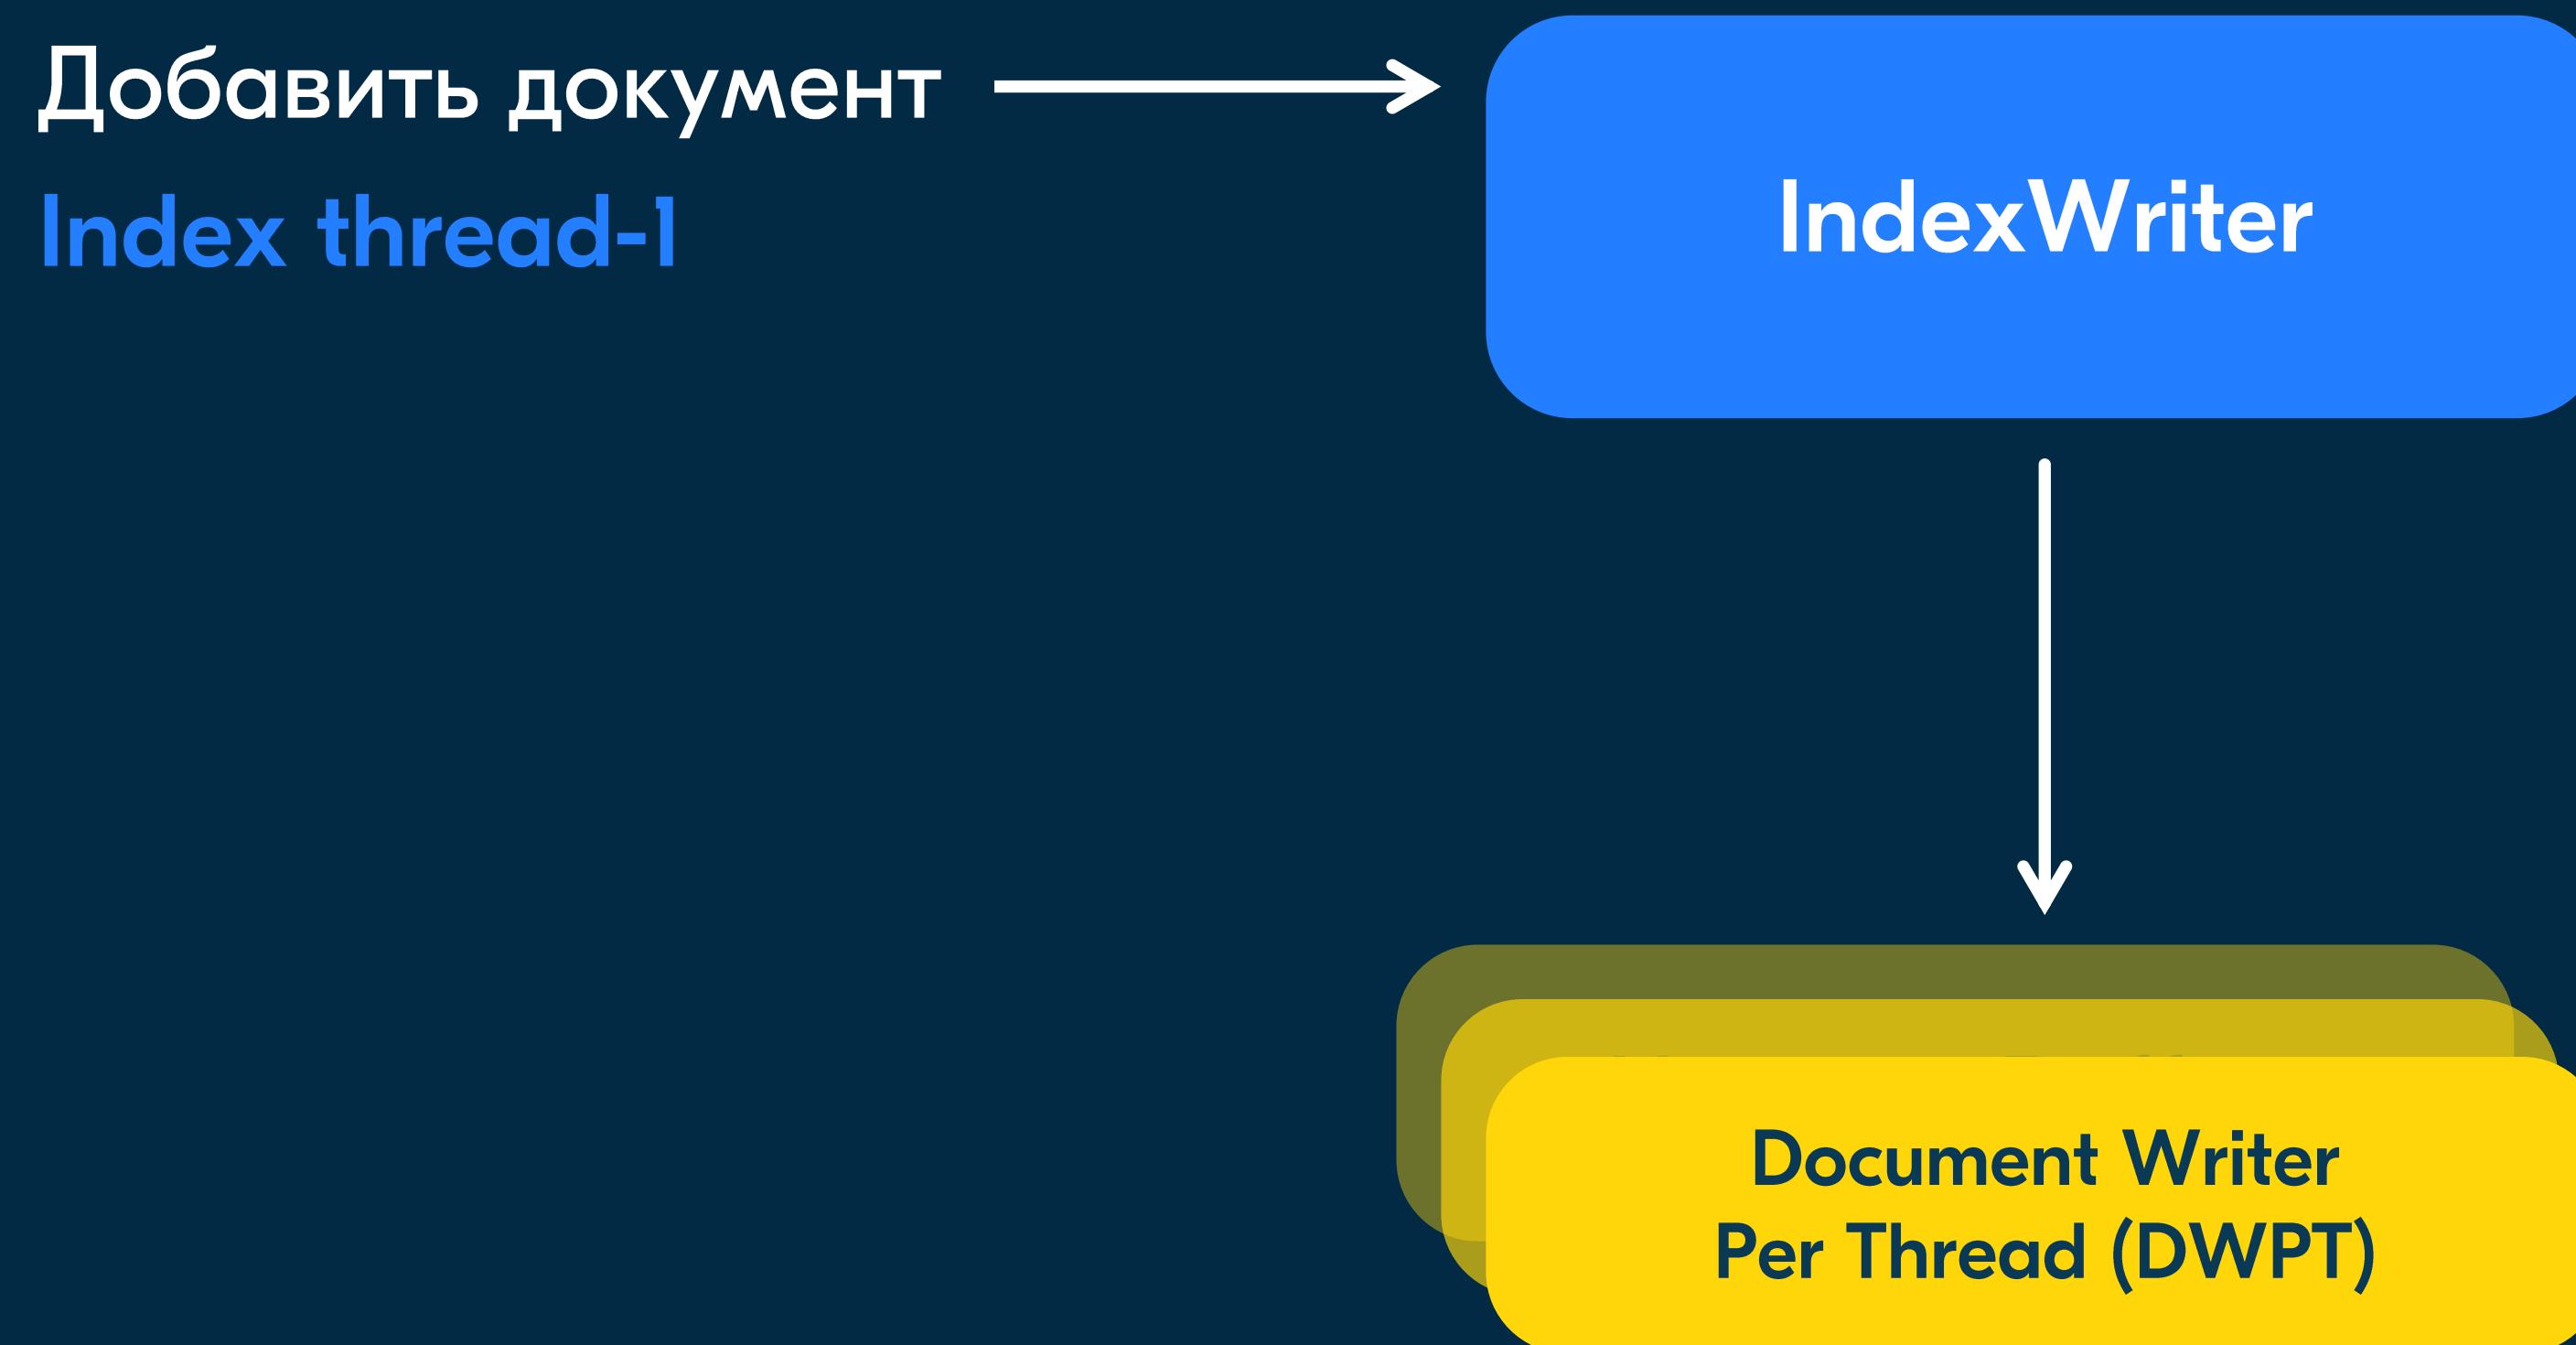 Добавить документ
Index thread-1
IndexWriter
Document Writer
Per Thread (DWPT)